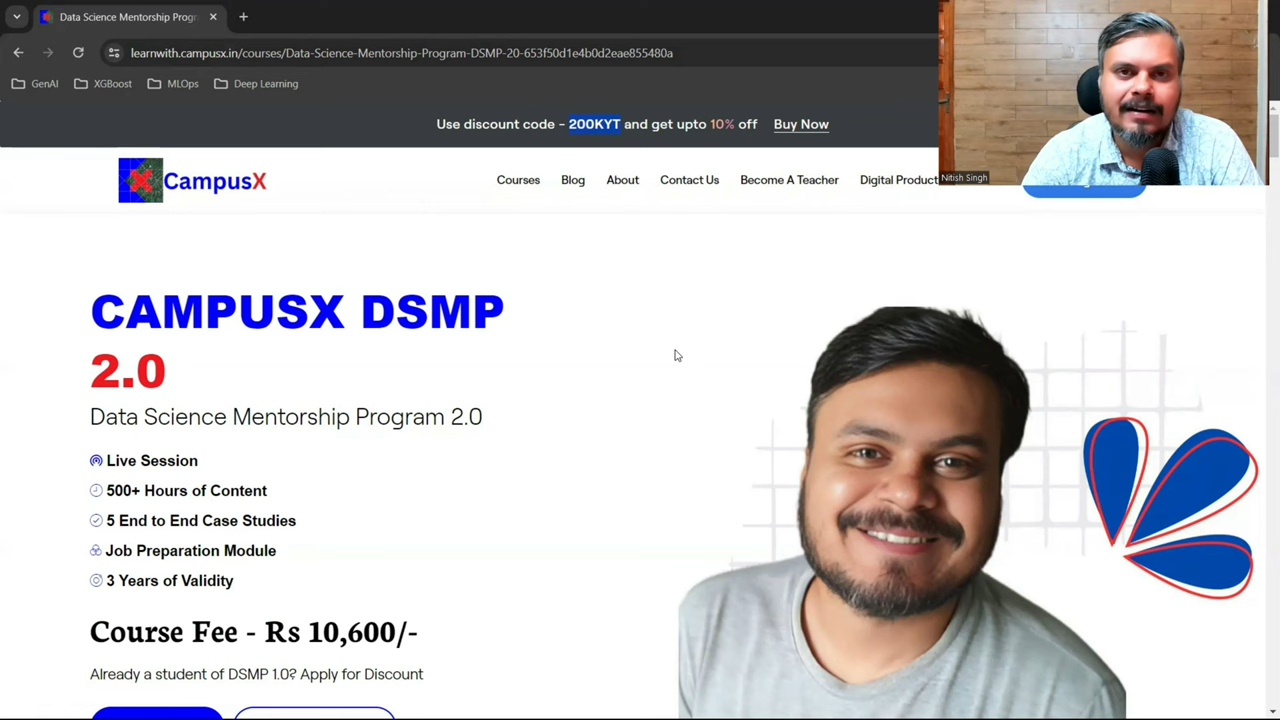 Data Science Mentorship Progr
learnwith.campusx.in/courses/Data-Science-Mentorship-Program-DSMP-20-653f50d1e4b0d2eae855480a
GenAI XGBoost MLOps Deep Learning
Use discount code - 200KYT and get upto 10% off Buy Now
Nitish Singh
CampusX
Courses Blog About Contact Us Become A Teacher Digital Product
CAMPUSX DSMP
2.0
Data Science Mentorship Program 2.0
Live Session
500+ Hours of Content
5 End to End Case Studies
Job Preparation Module
3 Years of Validity
Course Fee - Rs 10,600/-
Already a student of DSMP 1.0? Apply for Discount